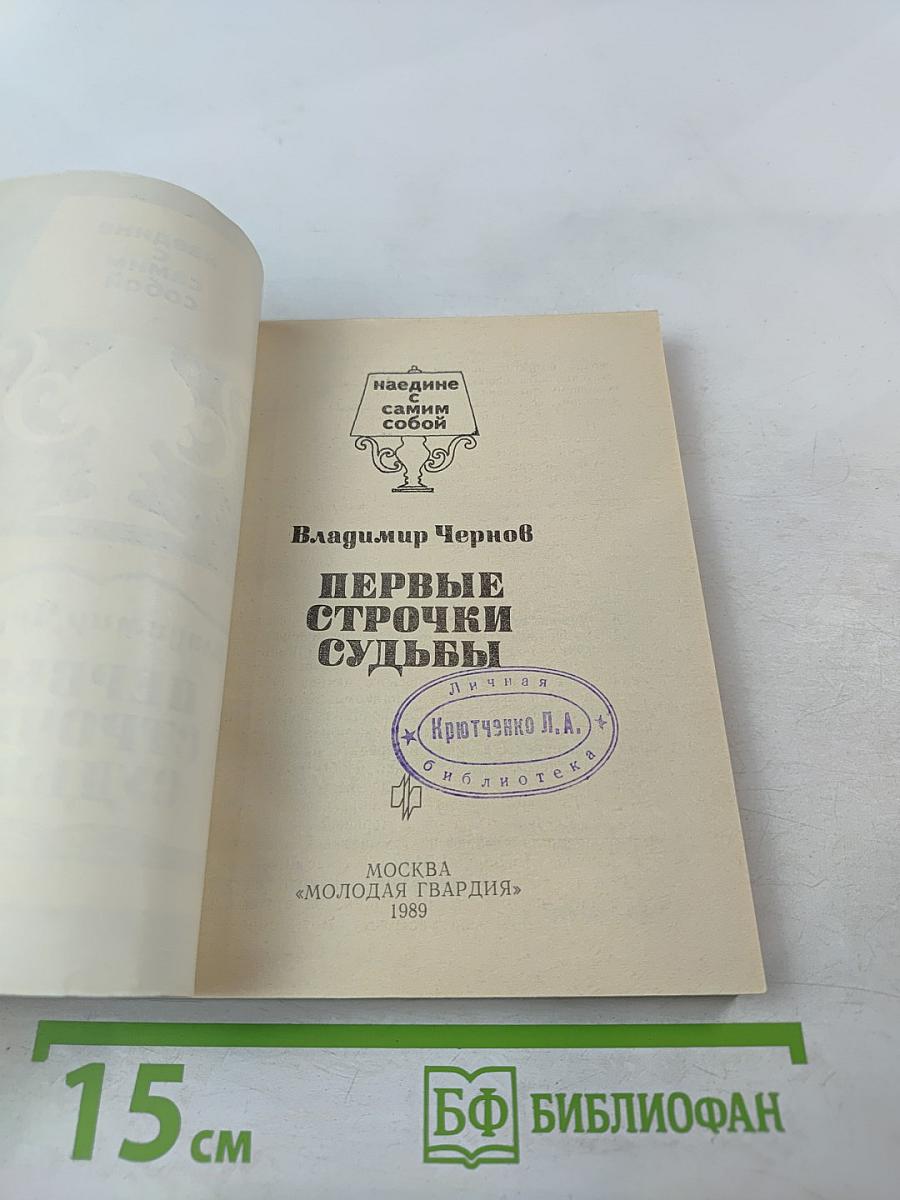 наедине
с
самим
собой
Владимир Чернов
ПЕРВЫЕ
СТРОЧКИ
СУДЬБЫ
Личная
Крютченко Л.А.
библиотека
МОСКВА
«МОЛОДАЯ ГВАРДИЯ»
1989
15 см
БФ БИБЛИОФАН